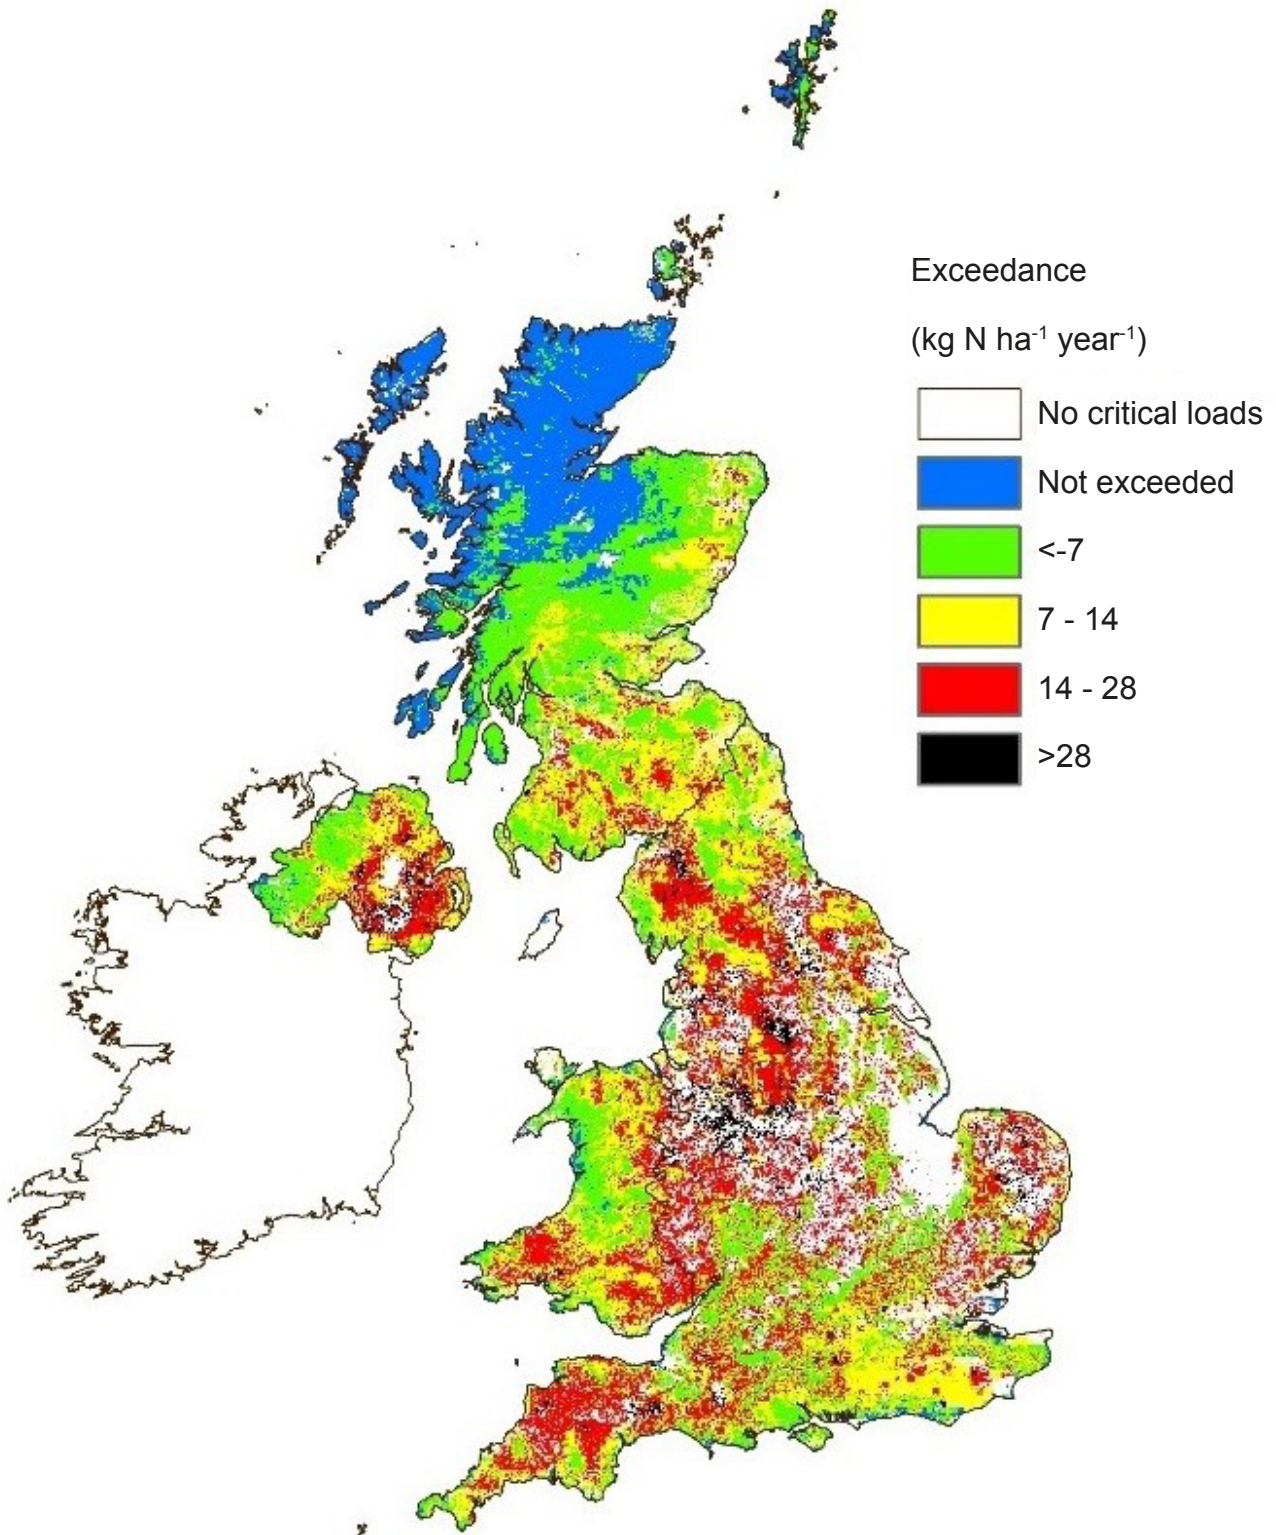 Exceedance
(kg N ha⁻¹ year⁻¹)
No critical loads
Not exceeded
<-7
7 - 14
14 - 28
>28